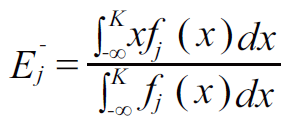 E_j^- = \frac{\int_{-\infty}^{K} x f_j (x) dx}{\int_{-\infty}^{K} f_j (x) dx}